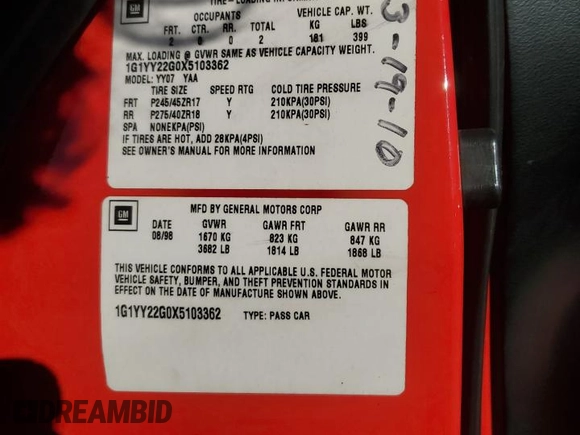 GM
TIRE-LOADING INFORMATION
OCCUPANTS VEHICLE CAP. WT.
FRT. CTR. RR. TOTAL KG LBS
2 0 0 2 181 399
MAX. LOADING @ GVWR SAME AS VEHICLE CAPACITY WEIGHT.
1G1YY22G0X5103362
MODEL: YY07 YAA
TIRE SIZE SPEED RTG COLD TIRE PRESSURE
FRT P245/45ZR17 Y 210KPA(30PSI)
RR P275/40ZR18 Y 210KPA(30PSI)
SPA NONEKPA(PSI)
IF TIRES ARE HOT, ADD 28KPA(4PSI)
SEE OWNER'S MANUAL FOR MORE INFORMATION
3-19-10
GM
MFD BY GENERAL MOTORS CORP
DATE GVWR GAWR FRT GAWR RR
08/98 1670 KG 823 KG 847 KG
3682 LB 1814 LB 1868 LB
THIS VEHICLE CONFORMS TO ALL APPLICABLE U.S. FEDERAL MOTOR
VEHICLE SAFETY, BUMPER, AND THEFT PREVENTION STANDARDS IN
EFFECT ON THE DATE OF MANUFACTURE SHOWN ABOVE.
1G1YY22G0X5103362 TYPE: PASS CAR
DREAMBID